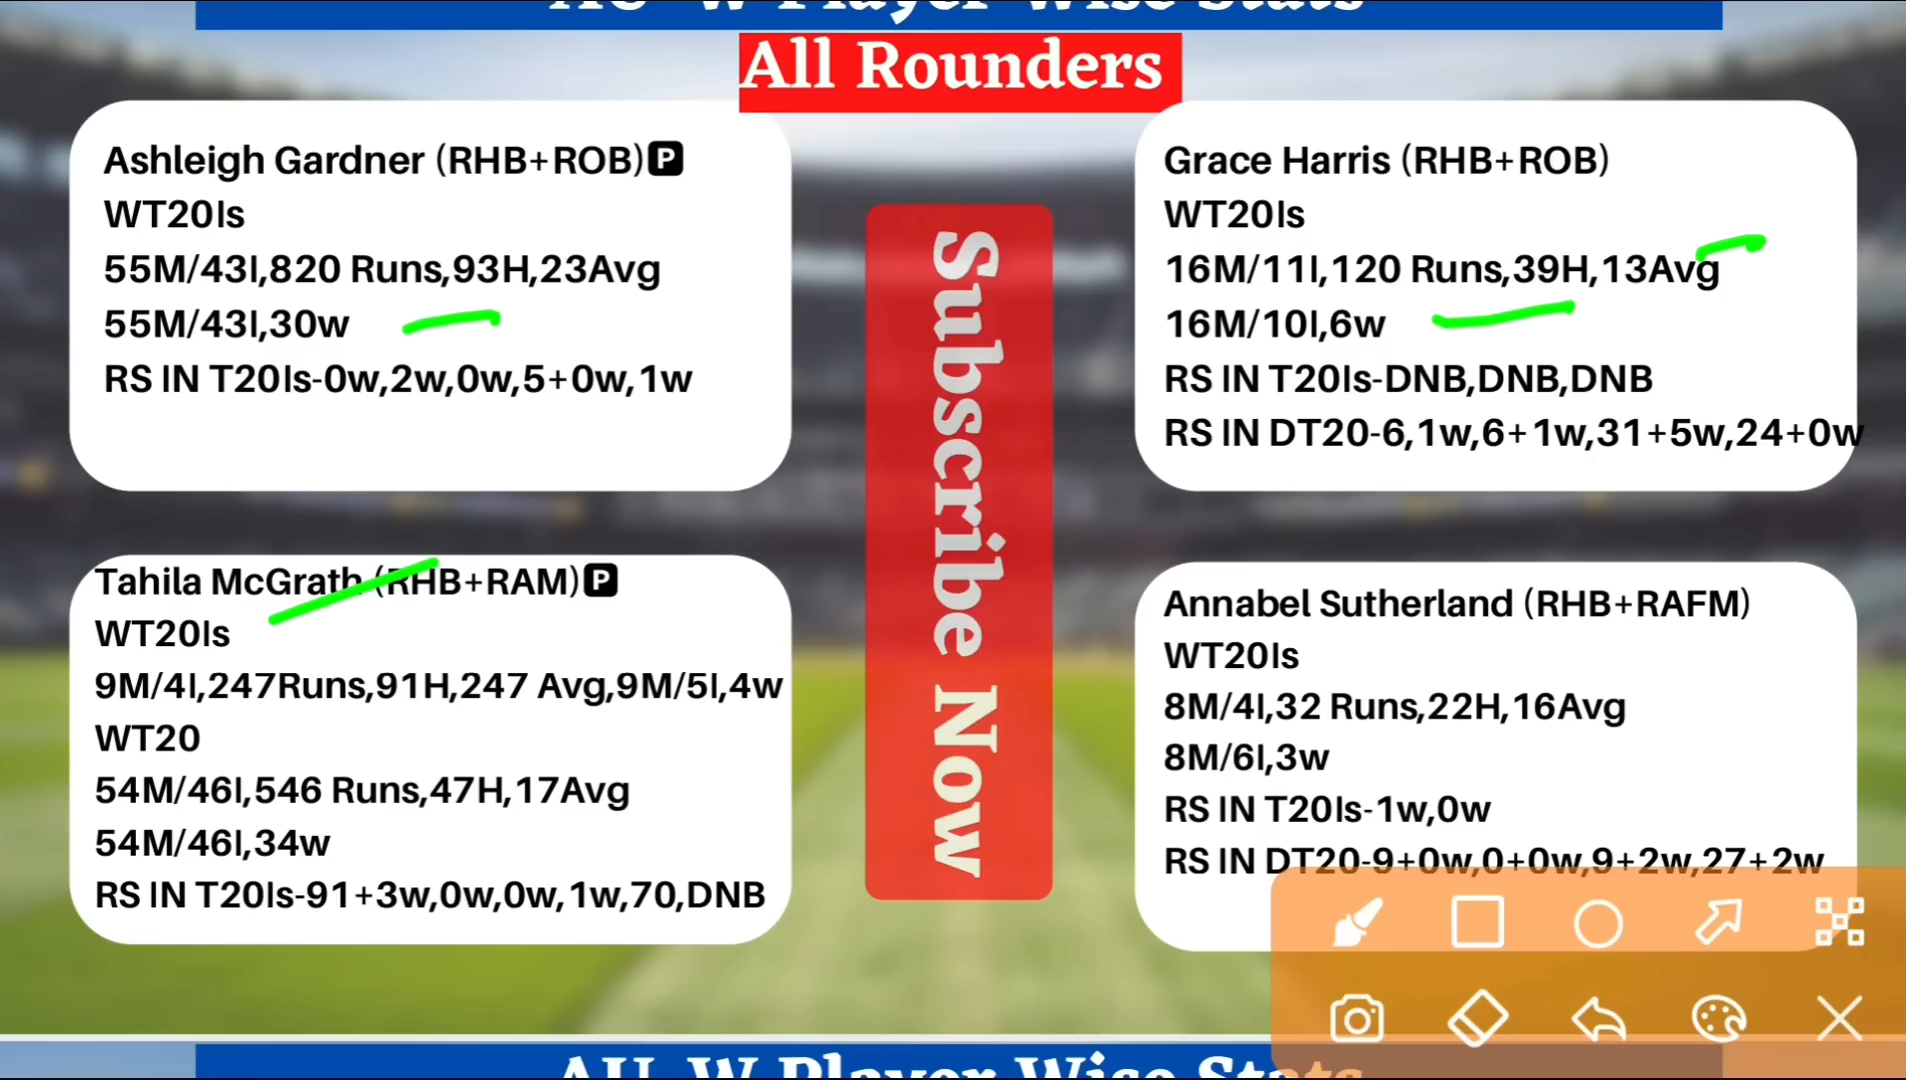 AU-W Player Wise Stats
All Rounders
Ashleigh Gardner (RHB+ROB) P
WT20Is
55M/43I,820 Runs,93H,23Avg
55M/43I,30w
RS IN T20Is-0w,2w,0w,5+0w,1w
Grace Harris (RHB+ROB)
WT20Is
16M/11I,120 Runs,39H,13Avg
16M/10I,6w
RS IN T20Is-DNB,DNB,DNB
RS IN DT20-6,1w,6+1w,31+5w,24+0w
Subscribe Now
Tahila McGrath (RHB+RAM) P
WT20Is
9M/4I,247Runs,91H,247 Avg,9M/5I,4w
WT20
54M/46I,546 Runs,47H,17Avg
54M/46I,34w
RS IN T20Is-91+3w,0w,0w,1w,70,DNB
Annabel Sutherland (RHB+RAFM)
WT20Is
8M/4I,32 Runs,22H,16Avg
8M/6I,3w
RS IN T20Is-1w,0w
RS IN DT20-9+0w,0+0w,9+2w,27+2w
AU-W Player Wise Stats